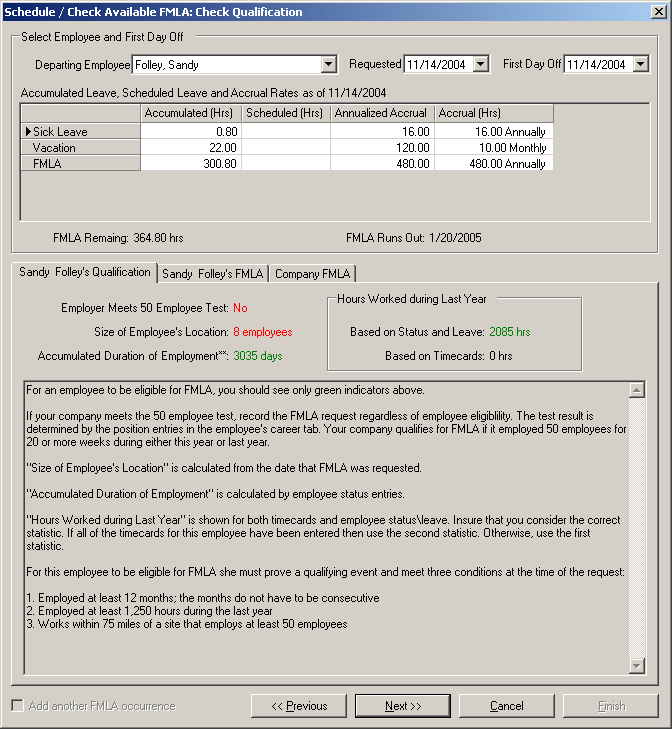 Schedule / Check Available FMLA: Check Qualification
Select Employee and First Day Off
Departing Employee Folley, Sandy Requested 11/14/2004 First Day Off 11/14/2004
Accumulated Leave, Scheduled Leave and Accrual Rates as of 11/14/2004
Accumulated (Hrs) Scheduled (Hrs) Annualized Accrual Accrual (Hrs)
Sick Leave 0.80 16.00 16.00 Annually
Vacation 22.00 120.00 10.00 Monthly
FMLA 300.80 480.00 480.00 Annually
FMLA Remaing: 364.80 hrs FMLA Runs Out: 1/20/2005
Sandy Folley's Qualification Sandy Folley's FMLA Company FMLA
Employer Meets 50 Employee Test: No
Size of Employee's Location: 8 employees
Accumulated Duration of Employment**: 3035 days
Hours Worked during Last Year
Based on Status and Leave: 2085 hrs
Based on Timecards: 0 hrs
For an employee to be eligible for FMLA, you should see only green indicators above.
If your company meets the 50 employee test, record the FMLA request regardless of employee eligiblility. The test result is
determined by the position entries in the employee's career tab. Your company qualifies for FMLA if it employed 50 employees for
20 or more weeks during either this year or last year.
"Size of Employee's Location" is calculated from the date that FMLA was requested.
"Accumulated Duration of Employment" is calculated by employee status entries.
"Hours Worked during Last Year" is shown for both timecards and employee status\leave. Insure that you consider the correct
statistic. If all of the timecards for this employee have been entered then use the second statistic. Otherwise, use the first
statistic.
For this employee to be eligible for FMLA she must prove a qualifying event and meet three conditions at the time of the request:
1. Employed at least 12 months; the months do not have to be consecutive
2. Employed at least 1,250 hours during the last year
3. Works within 75 miles of a site that employs at least 50 employees
Add another FMLA occurrence << Previous Next >> Cancel Finish